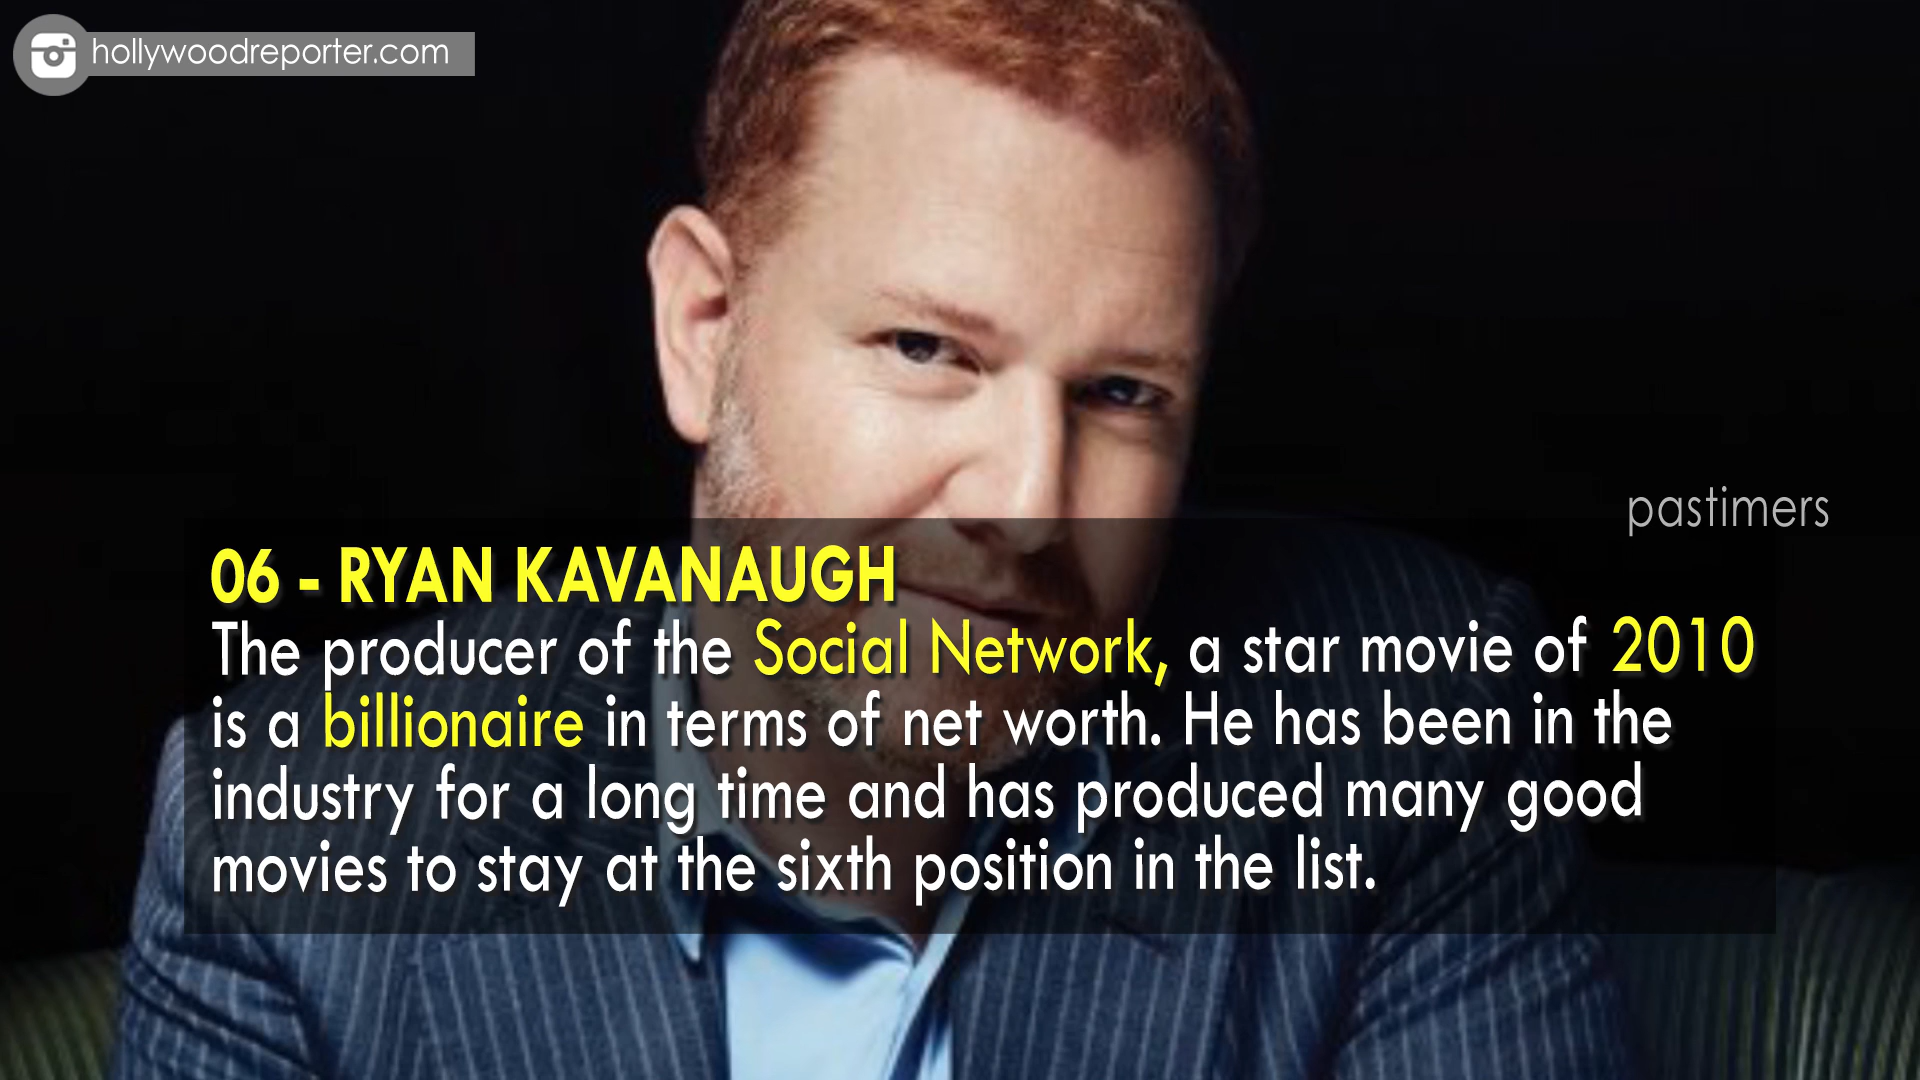 hollywoodreporter.com
pastimers
06 - RYAN KAVANAUGH
The producer of the Social Network, a star movie of 2010
is a billionaire in terms of net worth. He has been in the
industry for a long time and has produced many good
movies to stay at the sixth position in the list.